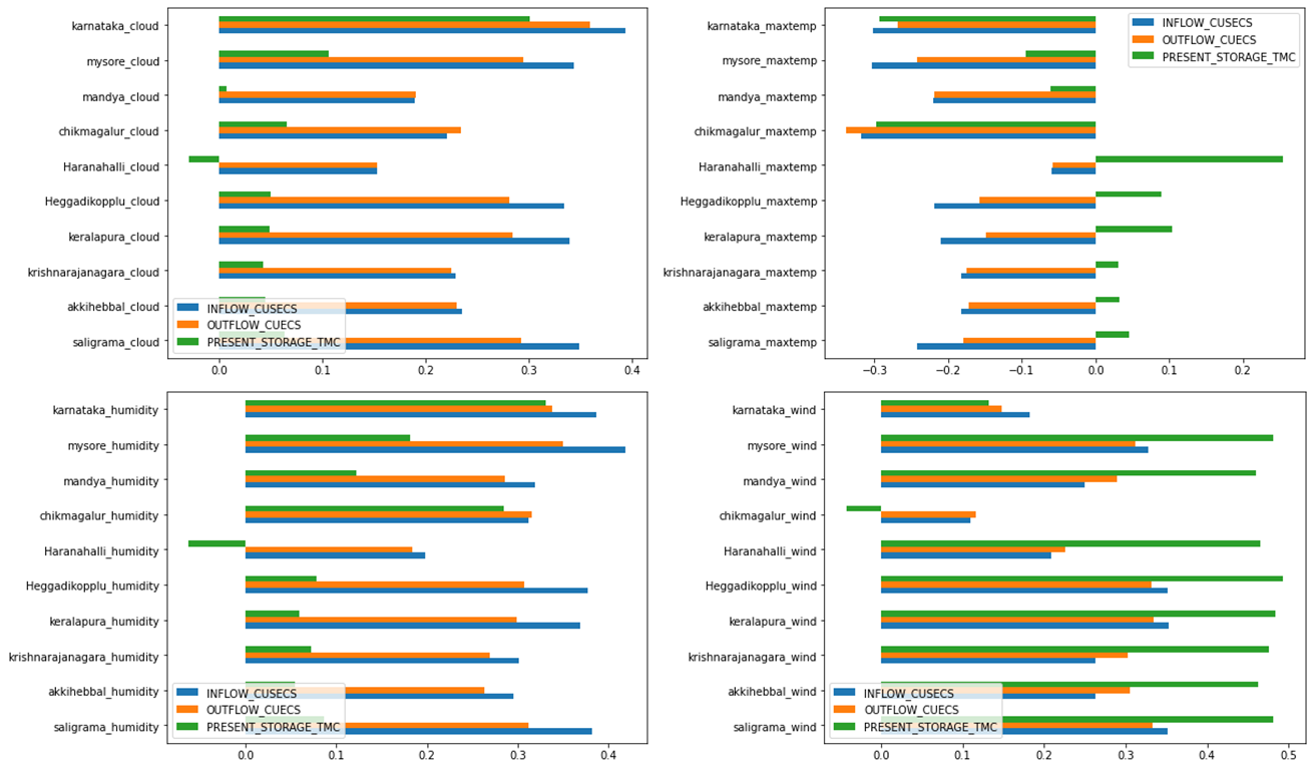 karnataka_cloud
mysore_cloud
mandya_cloud
chikmagalur_cloud
Haranahalli_cloud
Heggadikopplu_cloud
keralapura_cloud
krishnarajanagara_cloud
akkihebbal_cloud
saligrama_cloud
INFLOW_CUSECS
OUTFLOW_CUECS
PRESENT_STORAGE_TMC
0.0 0.1 0.2 0.3 0.4
karnataka_maxtemp
mysore_maxtemp
mandya_maxtemp
chikmagalur_maxtemp
Haranahalli_maxtemp
Heggadikopplu_maxtemp
keralapura_maxtemp
krishnarajanagara_maxtemp
akkihebbal_maxtemp
saligrama_maxtemp
INFLOW_CUSECS
OUTFLOW_CUECS
PRESENT_STORAGE_TMC
−0.3 −0.2 −0.1 0.0 0.1 0.2
karnataka_humidity
mysore_humidity
mandya_humidity
chikmagalur_humidity
Haranahalli_humidity
Heggadikopplu_humidity
keralapura_humidity
krishnarajanagara_humidity
akkihebbal_humidity
saligrama_humidity
INFLOW_CUSECS
OUTFLOW_CUECS
PRESENT_STORAGE_TMC
0.0 0.1 0.2 0.3 0.4
karnataka_wind
mysore_wind
mandya_wind
chikmagalur_wind
Haranahalli_wind
Heggadikopplu_wind
keralapura_wind
krishnarajanagara_wind
akkihebbal_wind
saligrama_wind
INFLOW_CUSECS
OUTFLOW_CUECS
PRESENT_STORAGE_TMC
0.0 0.1 0.2 0.3 0.4 0.5